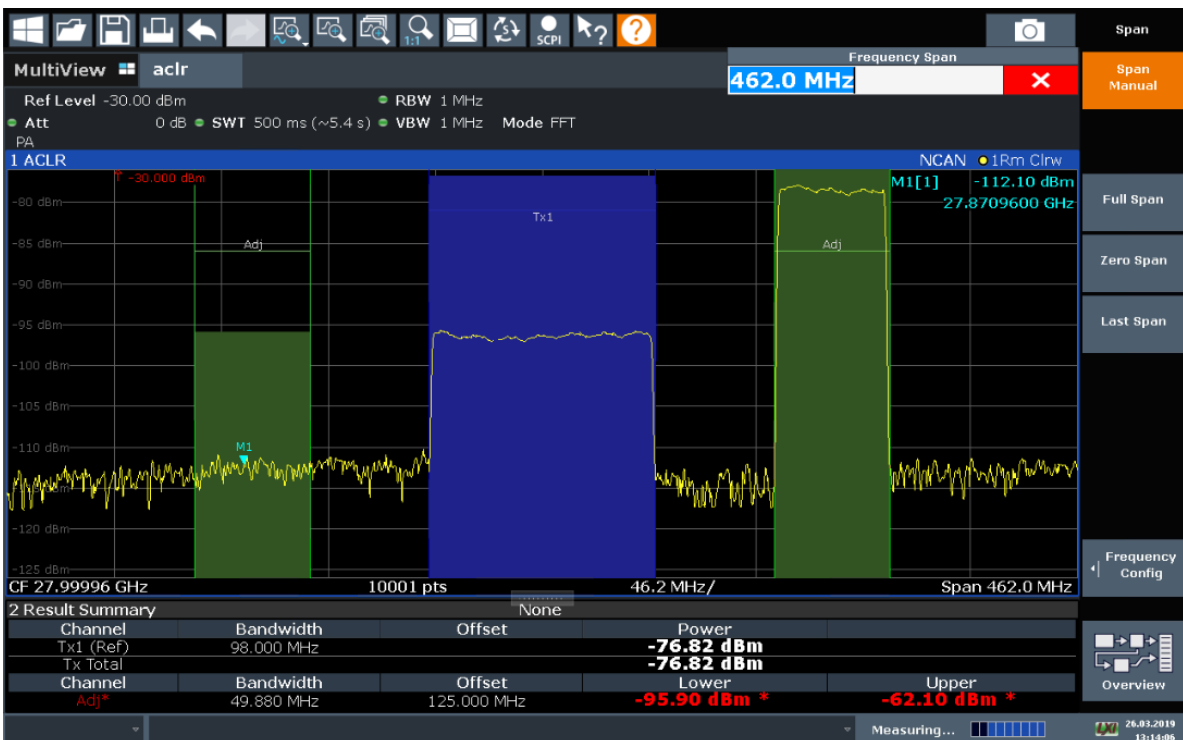 1:1
SCPI
?
?
Span
MultiView aclr
Frequency Span
462.0 MHz
Span Manual
Ref Level -30.00 dBm
RBW 1 MHz
Att 0 dB SWT 500 ms (~5.4 s) VBW 1 MHz Mode FFT
PA
1 ACLR
NCAN 1Rm Clrw
-30.000 dBm
M1[1] -112.10 dBm
27.8709600 GHz
-80 dBm
Tx1
-85 dBm
Adj
Adj
-90 dBm
-95 dBm
-100 dBm
-105 dBm
-110 dBm
M1
-120 dBm
-125 dBm
Full Span
Zero Span
Last Span
Frequency Config
CF 27.99996 GHz 10001 pts 46.2 MHz/ Span 462.0 MHz
2 Result Summary None
Channel Bandwidth Offset Power
Tx1 (Ref) 98.000 MHz -76.82 dBm
Tx Total -76.82 dBm
Channel Bandwidth Offset Lower Upper
Adj* 49.880 MHz 125.000 MHz -95.90 dBm * -62.10 dBm *
Overview
Measuring...
26.03.2019
13:14:06